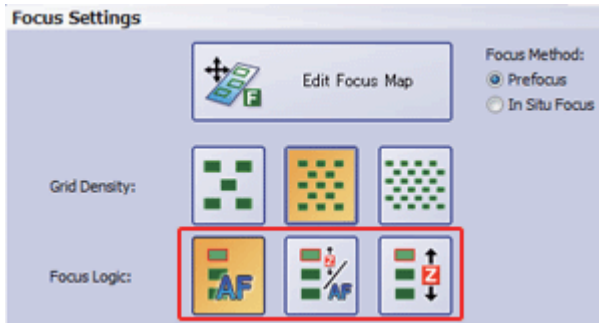 Focus Settings
Edit Focus Map
F
Focus Method:
Prefocus
In Situ Focus
Grid Density:
Focus Logic:
AF
Z
AF
Z